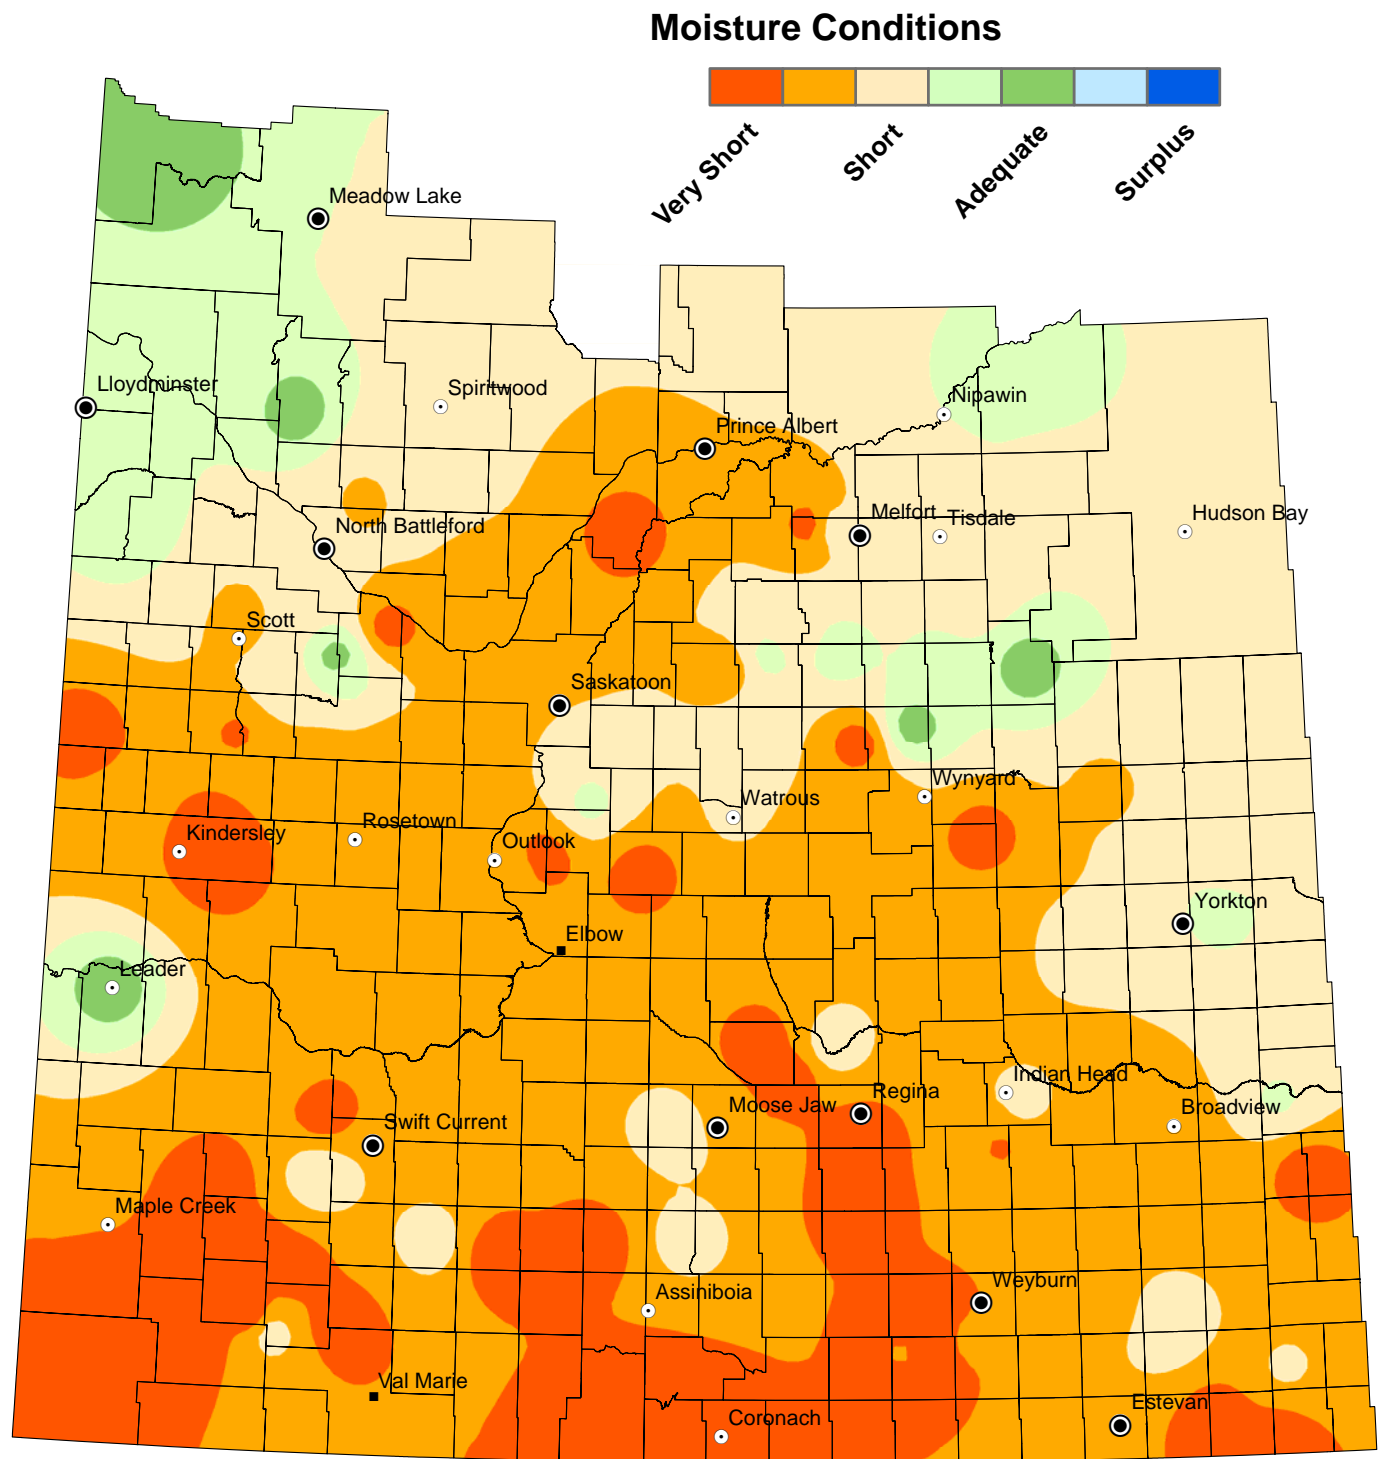 Moisture Conditions
Very Short
Short
Adequate
Surplus
Meadow Lake
Lloydminster
Spiritwood
Nipawin
Prince Albert
North Battleford
Melfort
Tisdale
Hudson Bay
Scott
Saskatoon
Wynyard
Watrous
Kindersley
Rosetown
Outlook
Yorkton
Elbow
Leader
Indian Head
Regina
Moose Jaw
Broadview
Swift Current
Maple Creek
Weyburn
Assiniboia
Val Marie
Estevan
Coronach